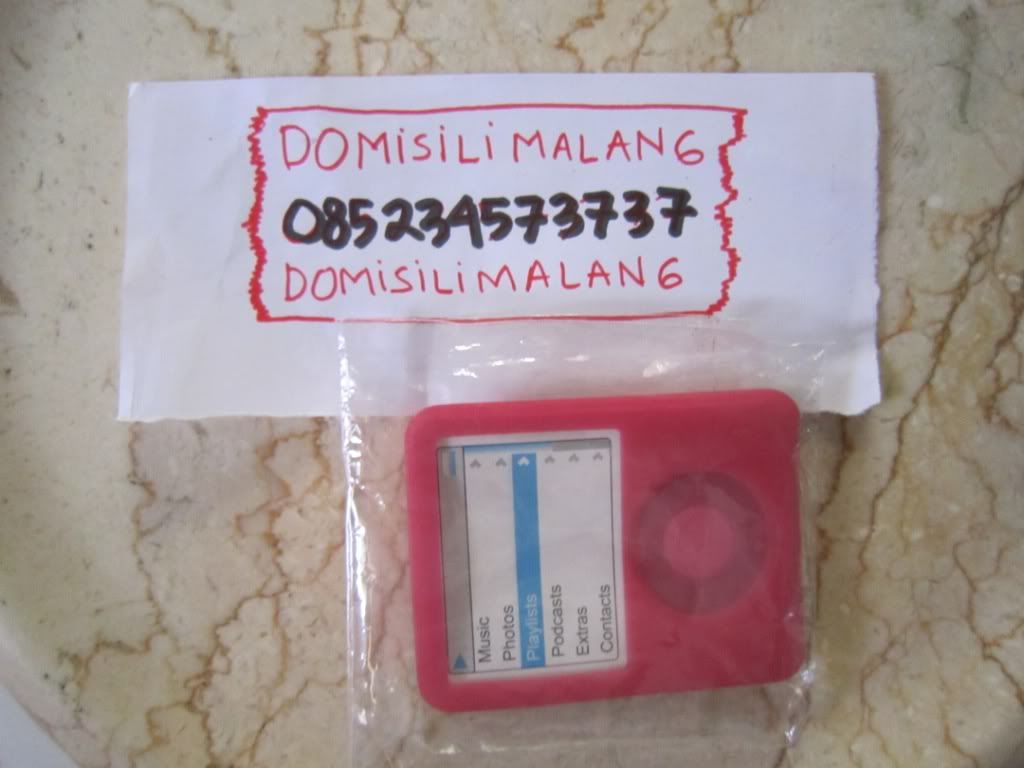 DOMiSiLi MALANG
085234573737
DOMiSILI MALANG
Music
Photos
Playlists
Podcasts
Extras
Contacts